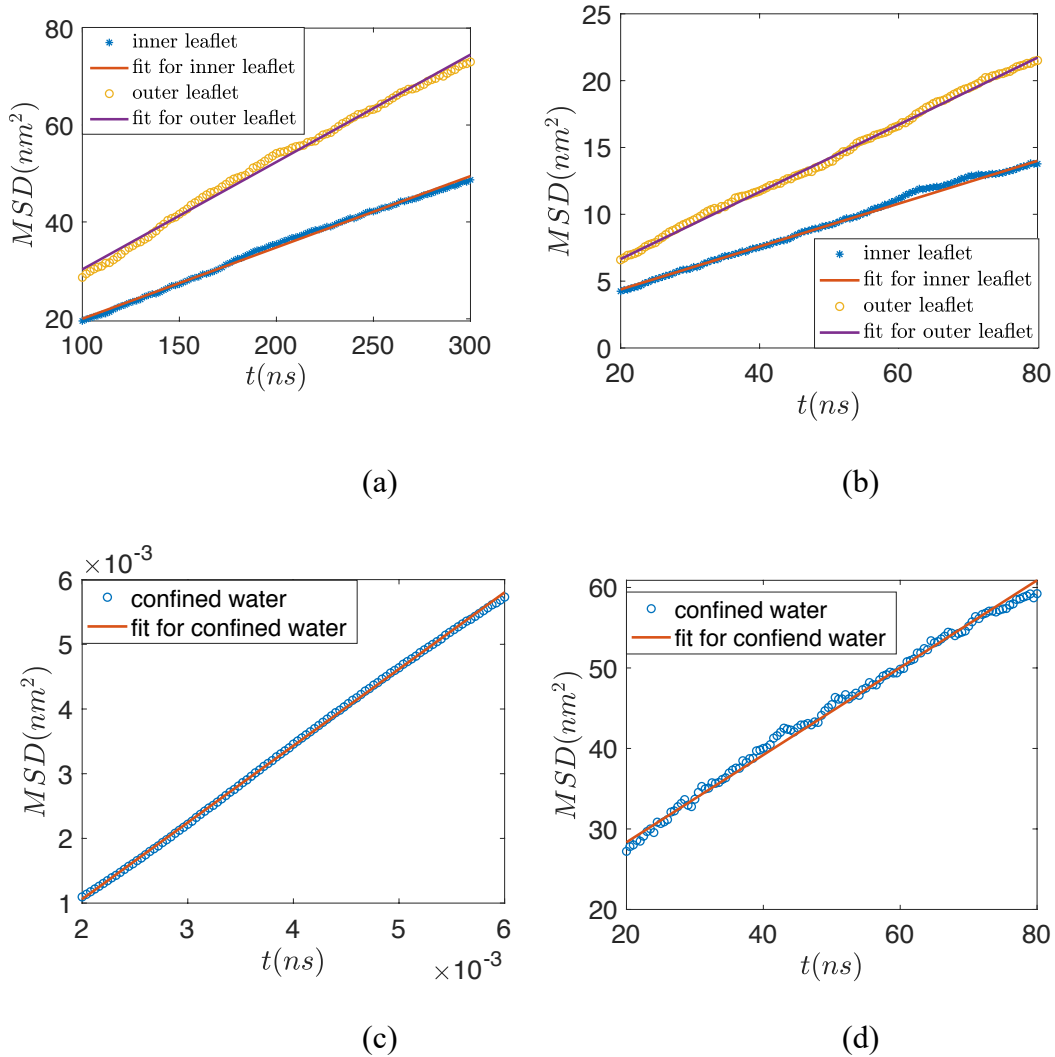 80
60
40
20
MSD(nm²)
inner leaflet
fit for inner leaflet
outer leaflet
fit for outer leaflet
100 150 200 250 300
t(ns)
(a)
25
20
15
10
5
0
MSD(nm²)
inner leaflet
fit for inner leaflet
outer leaflet
fit for outer leaflet
20 40 60 80
t(ns)
(b)
×10⁻³
6
5
4
3
2
1
MSD(nm²)
confined water
fit for confined water
2 3 4 5 6
t(ns)
×10⁻³
(c)
60
50
40
30
20
MSD(nm²)
confined water
fit for confiend water
20 40 60 80
t(ns)
(d)